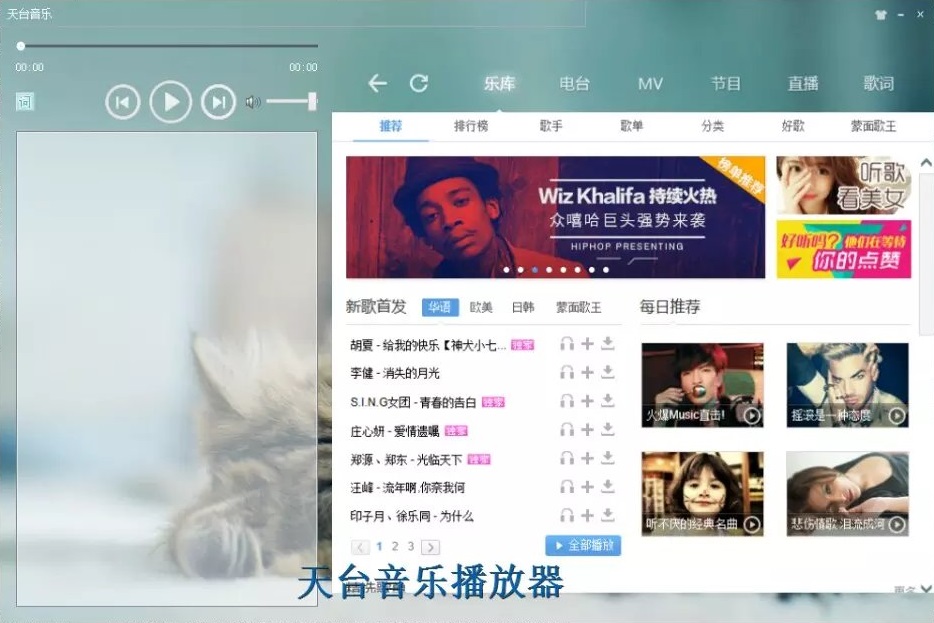 天台音乐
00:00
00:00
词
乐库 电台 MV 节目 直播 歌词
推荐 排行榜 歌手 歌单 分类 好歌 蒙面歌王
榜单推荐
Wiz Khalifa 持续火热
众嘻哈巨头强势来袭
HIPHOP PRESENTING
听歌
看美女
好听吗? 他们在等待
你的点赞
新歌首发 华语 欧美 日韩 蒙面歌王
每日推荐
胡夏 - 给我的快乐【神犬小七... 独家
李健 - 消失的月光
S.I.N.G女团 - 青春的告白 独家
庄心妍 - 爱情遗嘱 独家
郑源、郑东 - 光临天下 独家
汪峰 - 流年啊,你奈我何
印子月、徐乐同 - 为什么
火爆Music直击!
摇滚是一种态度
听不厌的经典名曲
悲伤情歌 泪流成河
1 2 3
全部播放
天台音乐播放器
更多